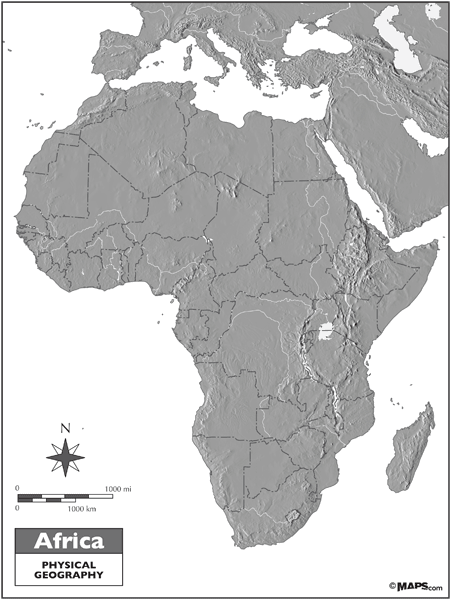 N
0 1000 mi
0 1000 km
Africa
PHYSICAL
GEOGRAPHY
©MAPS.com